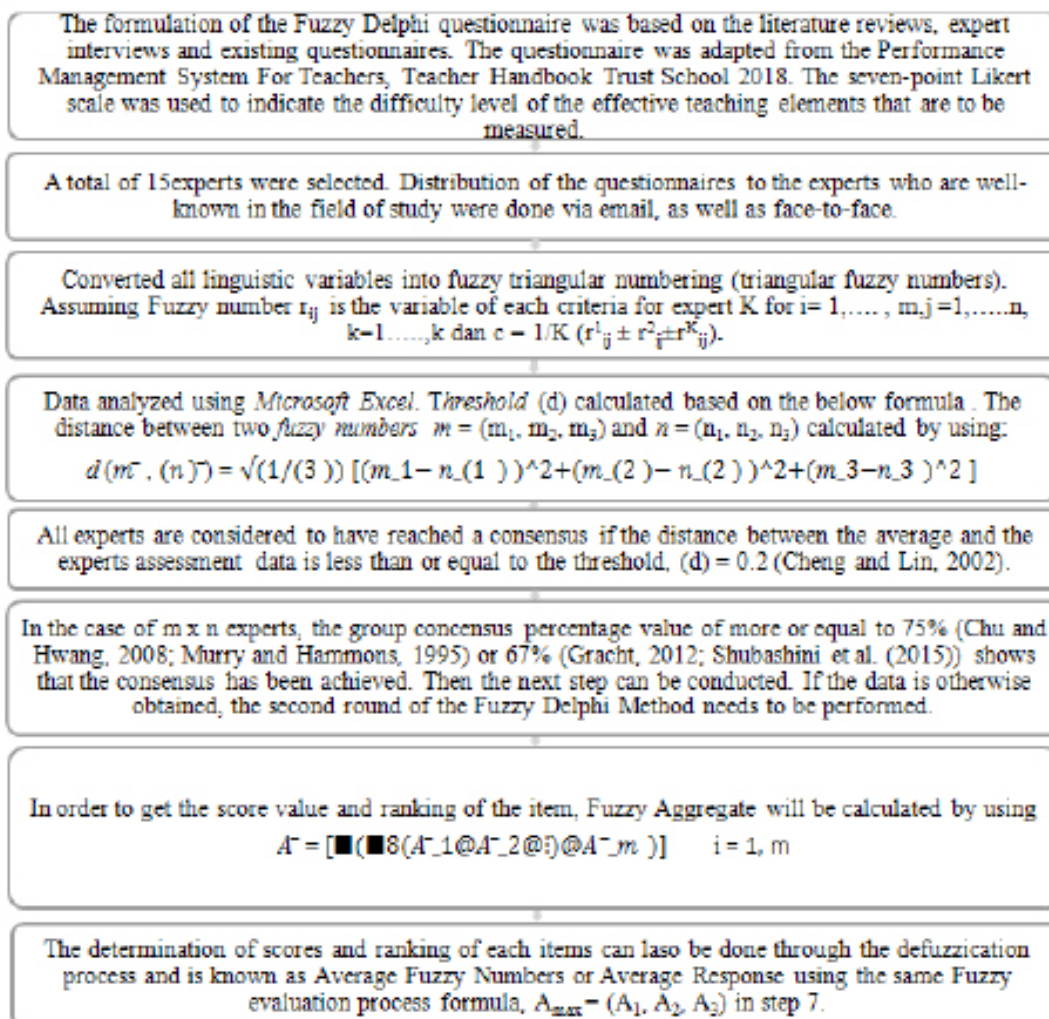 The formulation of the Fuzzy Delphi questionnaire was based on the literature reviews, expert
interviews and existing questionnaires. The questionnaire was adapted from the Performance
Management System For Teachers, Teacher Handbook Trust School 2018. The seven-point Likert
scale was used to indicate the difficulty level of the effective teaching elements that are to be
measured.
A total of 15experts were selected. Distribution of the questionnaires to the experts who are well-
known in the field of study were done via email, as well as face-to-face.
Converted all linguistic variables into fuzzy triangular numbering (triangular fuzzy numbers).
Assuming Fuzzy number r_ij is the variable of each criteria for expert K for i= 1,...., m,j =1,.....n,
k=1.....,k dan c = 1/K (r^1_ij ± r^2_ij±r^K_ij).
Data analyzed using Microsoft Excel. Threshold (d) calculated based on the below formula . The
distance between two fuzzy numbers m = (m₁, m₂, m₃) and n = (n₁, n₂, n₃) calculated by using:
d (m ̄ , (n) ̄) = √(1/(3 )) [(m_1− n_(1 ) )^2+(m_(2 )− n_(2 ) )^2+(m_3−n_3 )^2 ]
All experts are considered to have reached a consensus if the distance between the average and the
experts assessment data is less than or equal to the threshold, (d) = 0.2 (Cheng and Lin, 2002).
In the case of m x n experts, the group concensus percentage value of more or equal to 75% (Chu and
Hwang, 2008; Murry and Hammons, 1995) or 67% (Gracht, 2012; Shubashini et al. (2015)) shows
that the consensus has been achieved. Then the next step can be conducted. If the data is otherwise
obtained, the second round of the Fuzzy Delphi Method needs to be performed.
In order to get the score value and ranking of the item, Fuzzy Aggregate will be calculated by using
A ̄ = [■(■8(A ̄_1@A ̄_2@⋮)@A ̄_m )] i = 1, m
The determination of scores and ranking of each items can laso be done through the defuzzication
process and is known as Average Fuzzy Numbers or Average Response using the same Fuzzy
evaluation process formula, A_max= (A₁, A₂, A₃) in step 7.